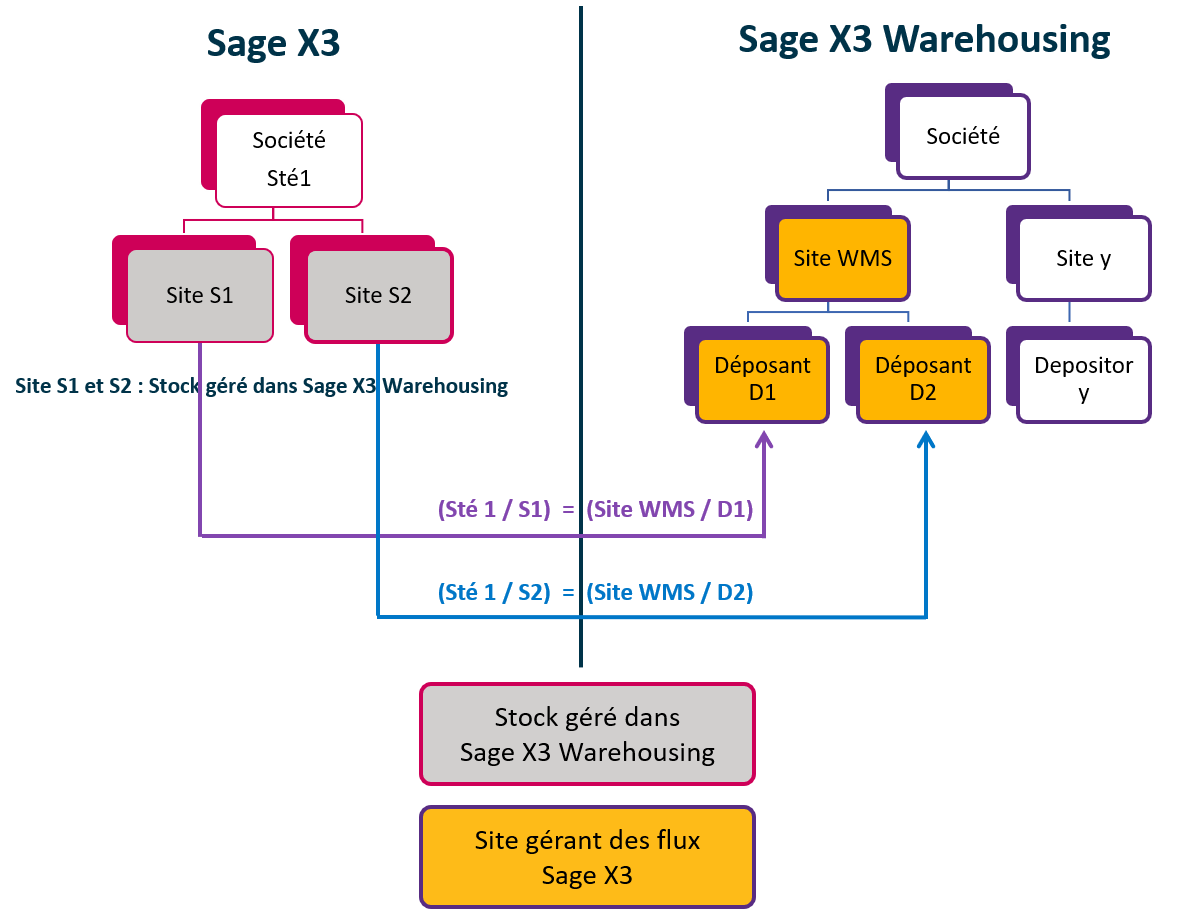 Sage X3
Sage X3 Warehousing
Société
Sté1
Site S1
Site S2
Site S1 et S2 : Stock géré dans Sage X3 Warehousing
Société
Site WMS
Site y
Déposant
D1
Déposant
D2
Depositor
y
(Sté 1 / S1)  =  (Site WMS / D1)
(Sté 1 / S2)  =  (Site WMS / D2)
Stock géré dans
Sage X3 Warehousing
Site gérant des flux
Sage X3